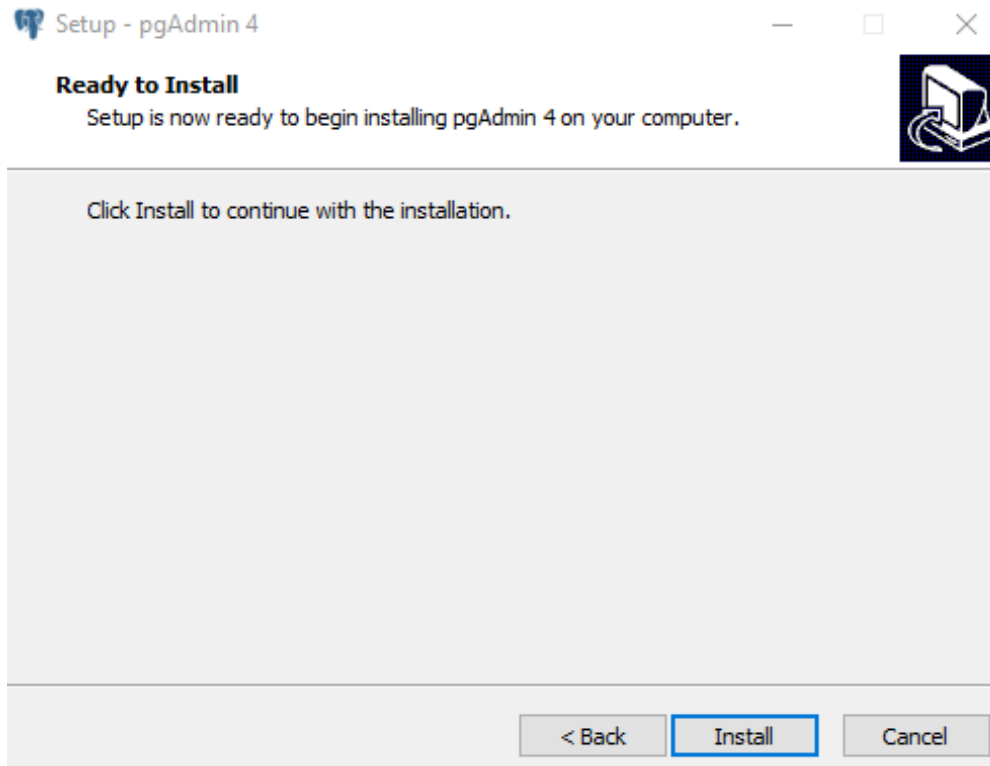 Setup - pgAdmin 4
Ready to Install
Setup is now ready to begin installing pgAdmin 4 on your computer.
Click Install to continue with the installation.
< Back
Install
Cancel